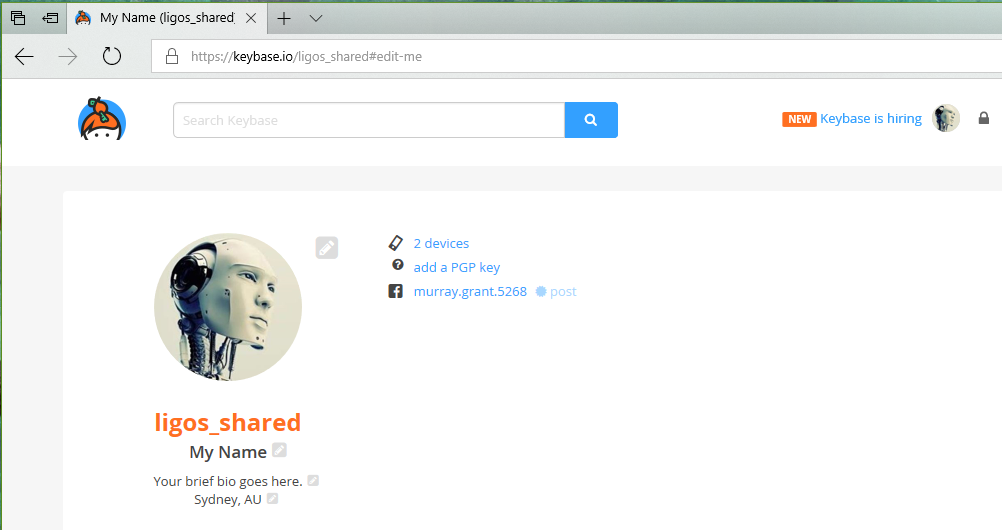 My Name (ligos_shared)
https://keybase.io/ligos_shared#edit-me
Search Keybase
NEW Keybase is hiring
2 devices
add a PGP key
murray.grant.5268 post
ligos_shared
My Name
Your brief bio goes here.
Sydney, AU